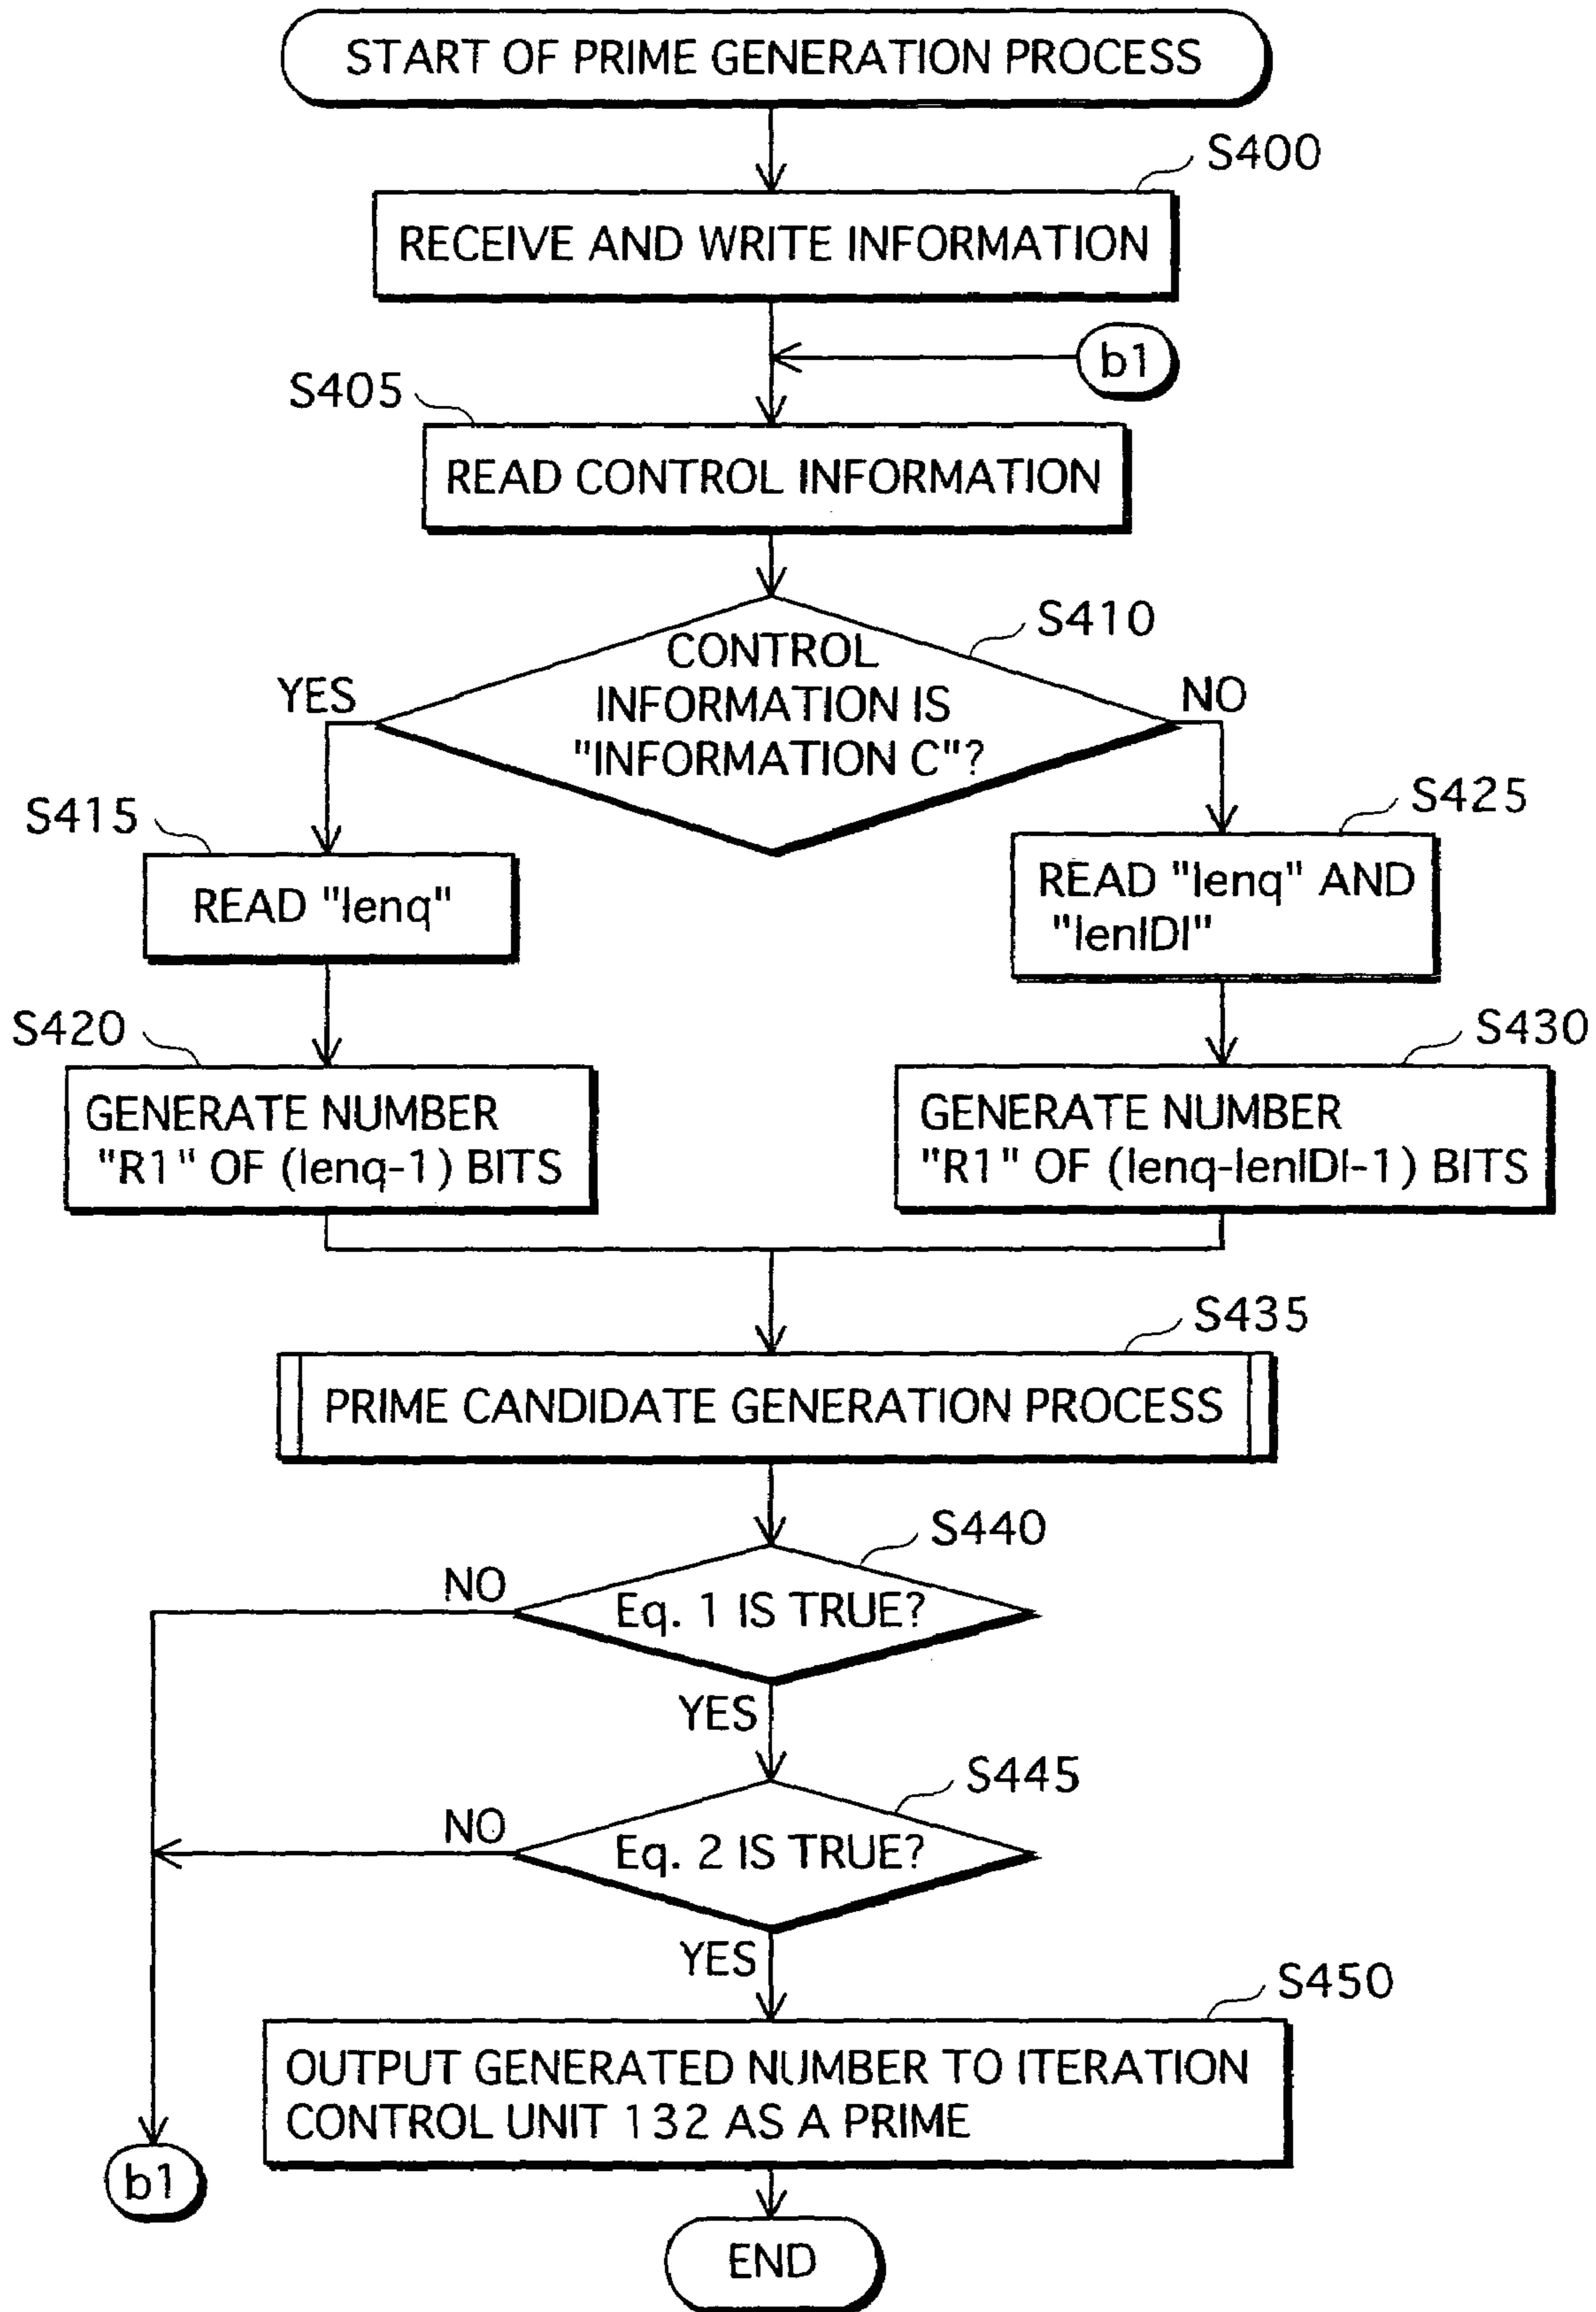 START OF PRIME GENERATION PROCESS
S400
RECEIVE AND WRITE INFORMATION
b1
S405
READ CONTROL INFORMATION
S410
CONTROL
INFORMATION IS
"INFORMATION C"?
YES
NO
S415
READ "lenq"
S425
READ "lenq" AND
"lenIDI"
S420
GENERATE NUMBER
"R1" OF (lenq-1) BITS
S430
GENERATE NUMBER
"R1" OF (lenq-lenIDI-1) BITS
S435
PRIME CANDIDATE GENERATION PROCESS
S440
NO
Eq. 1 IS TRUE?
YES
S445
NO
Eq. 2 IS TRUE?
YES
S450
OUTPUT GENERATED NUMBER TO ITERATION
CONTROL UNIT 132 AS A PRIME
b1
END